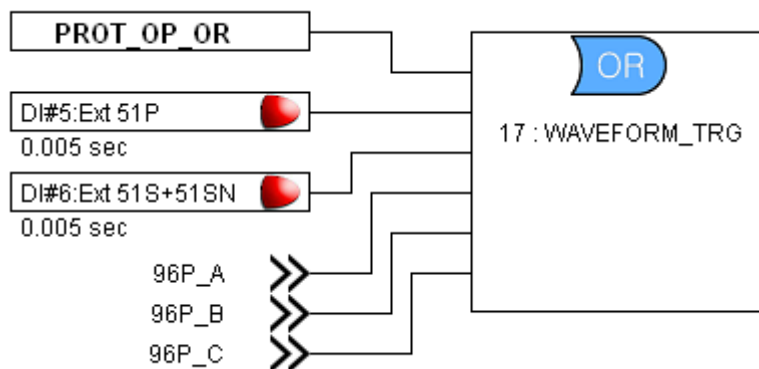 PROT_OP_OR
OR
DI#5:Ext 51P
17 : WAVEFORM_TRG
0.005 sec
DI#6:Ext 51S+51SN
0.005 sec
96P_A
96P_B
96P_C